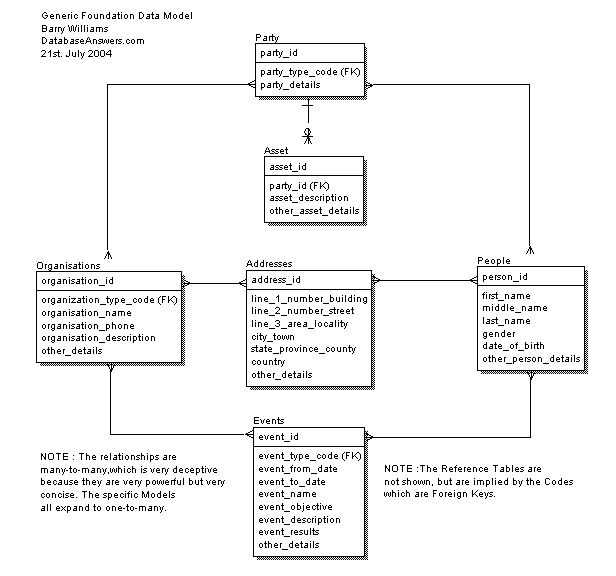 Generic Foundation Data Model
Barry Williams
DatabaseAnswers.com
21st. July 2004
Party
party_id
party_type_code (FK)
party_details
Asset
asset_id
party_id (FK)
asset_description
other_asset_details
Organisations
organisation_id
organization_type_code (FK)
organisation_name
organisation_phone
organisation_description
other_details
Addresses
address_id
line_1_number_building
line_2_number_street
line_3_area_locality
city_town
state_province_county
country
other_details
People
person_id
first_name
middle_name
last_name
gender
date_of_birth
other_person_details
Events
event_id
event_type_code (FK)
event_from_date
event_to_date
event_name
event_objective
event_description
event_results
other_details
NOTE : The relationships are
many-to-many,which is very deceptive
because they are very powerful but very
concise. The specific Models
all expand to one-to-many.
NOTE :The Reference Tables are
not shown, but are implied by the Codes
which are Foreign Keys.